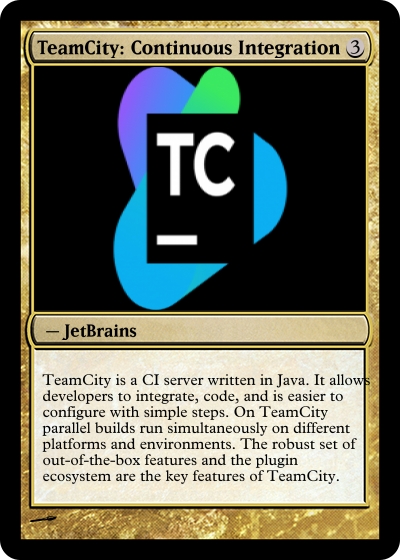 TeamCity: Continuous Integration 3
TC
— JetBrains
TeamCity is a CI server written in Java. It allows
developers to integrate, code, and is easier to
configure with simple steps. On TeamCity
parallel builds run simultaneously on different
platforms and environments. The robust set of
out-of-the-box features and the plugin
ecosystem are the key features of TeamCity.